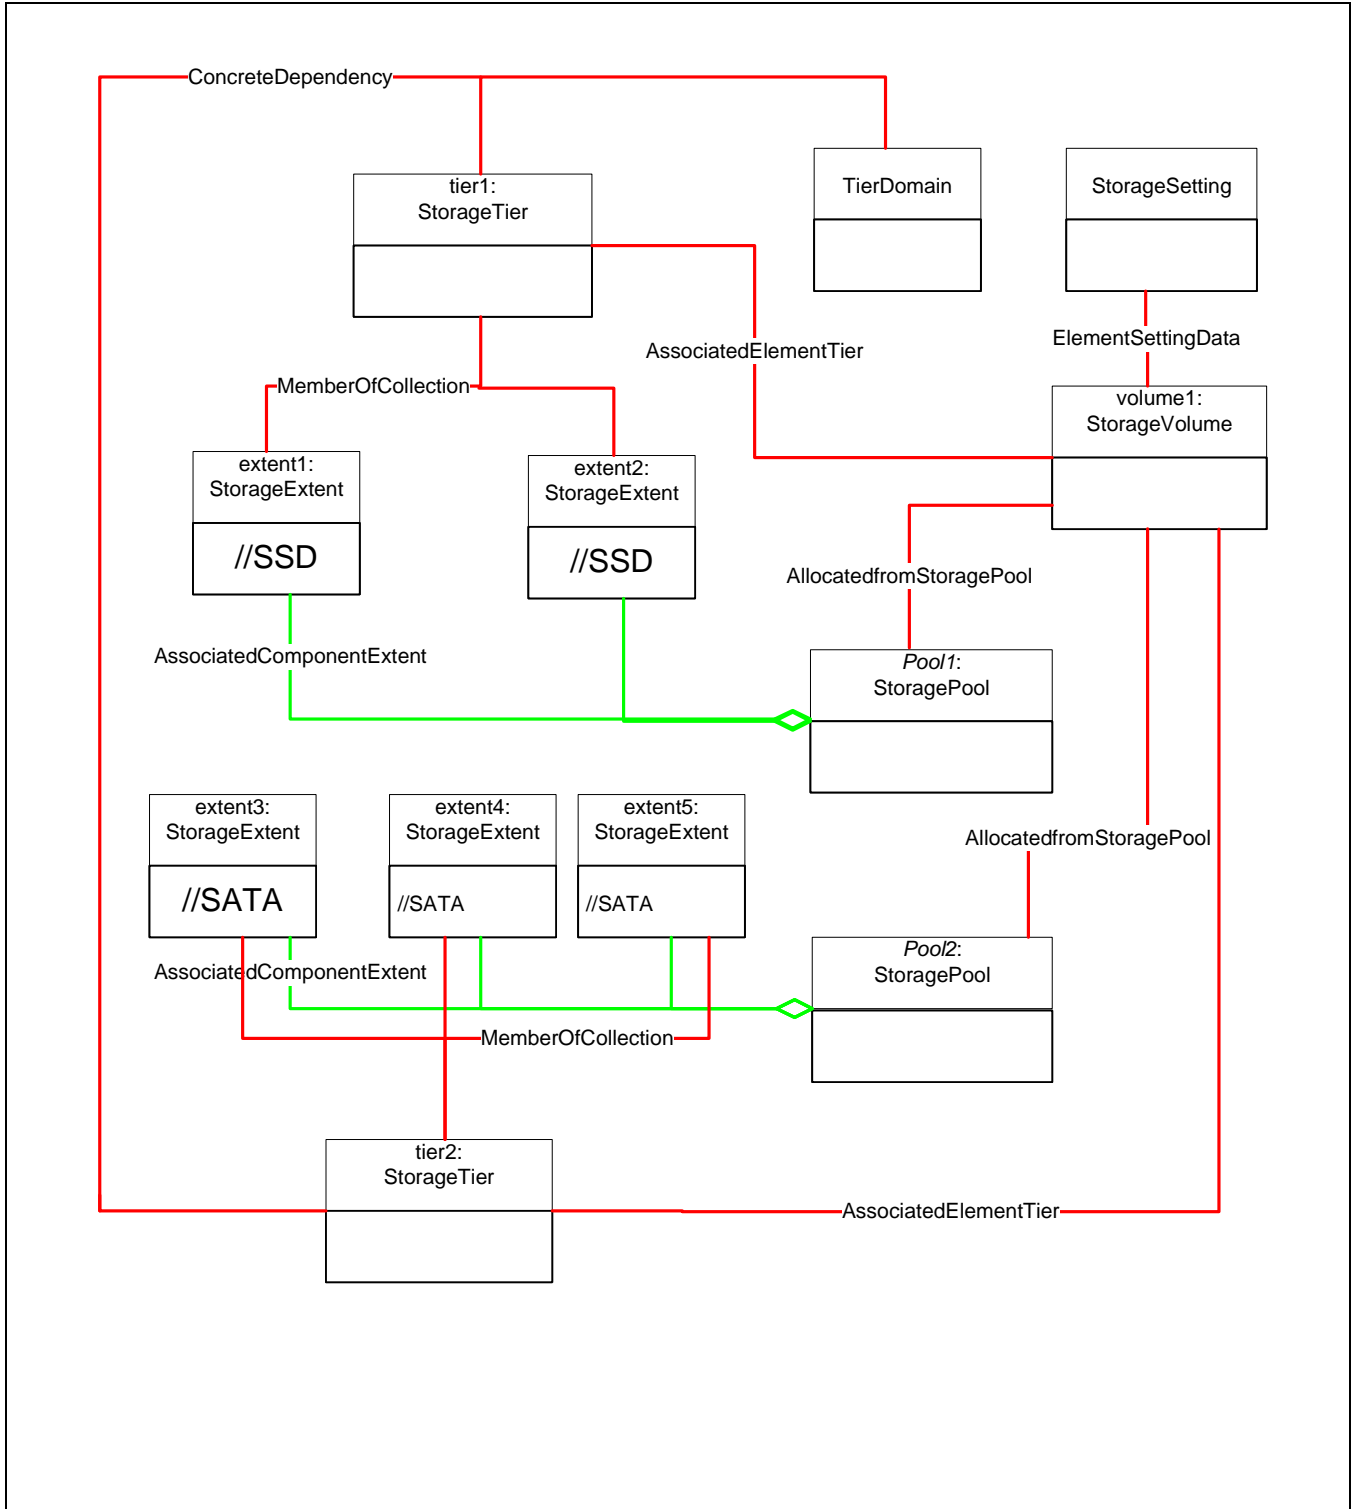 ConcreteDependency
tier1:
StorageTier
TierDomain
StorageSetting
AssociatedElementTier
ElementSettingData
MemberOfCollection
volume1:
StorageVolume
extent1:
StorageExtent
//SSD
extent2:
StorageExtent
//SSD
AllocatedfromStoragePool
AssociatedComponentExtent
Pool1:
StoragePool
extent3:
StorageExtent
//SATA
extent4:
StorageExtent
//SATA
extent5:
StorageExtent
//SATA
AllocatedfromStoragePool
AssociatedComponentExtent
Pool2:
StoragePool
MemberOfCollection
tier2:
StorageTier
AssociatedElementTier